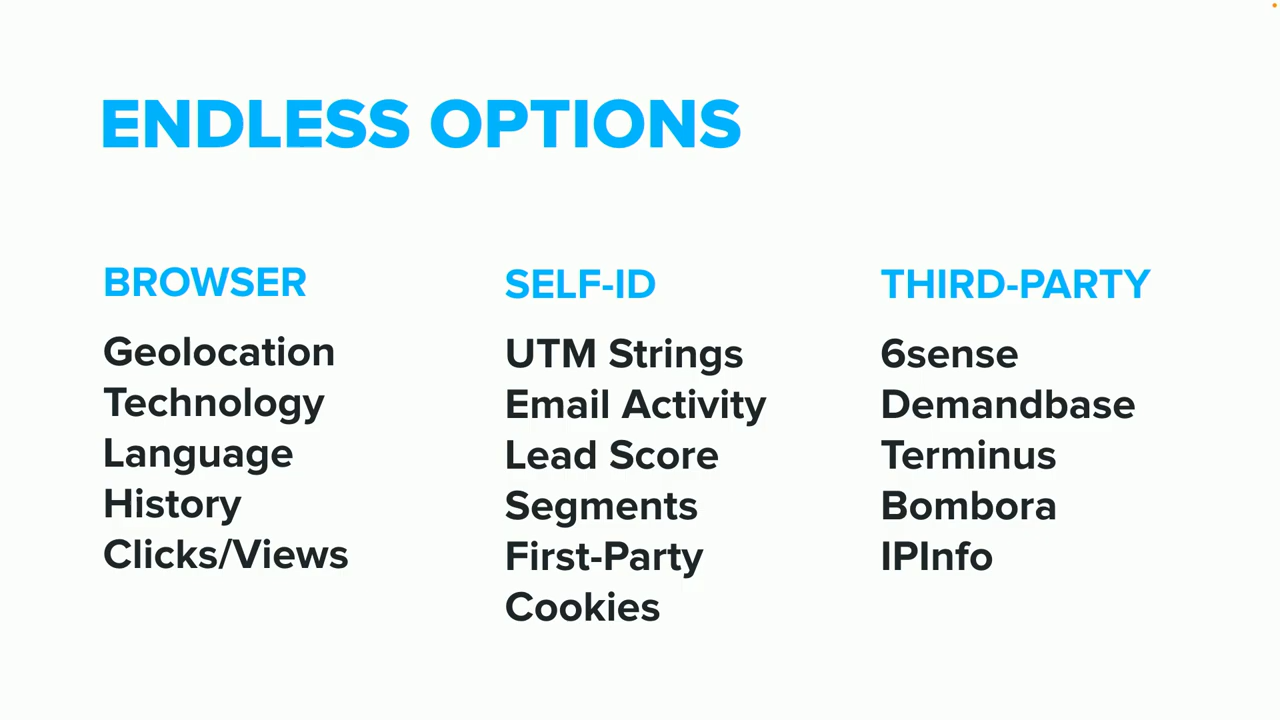 ENDLESS OPTIONS
BROWSER
Geolocation
Technology
Language
History
Clicks/Views
SELF-ID
UTM Strings
Email Activity
Lead Score
Segments
First-Party
Cookies
THIRD-PARTY
6sense
Demandbase
Terminus
Bombora
IPInfo